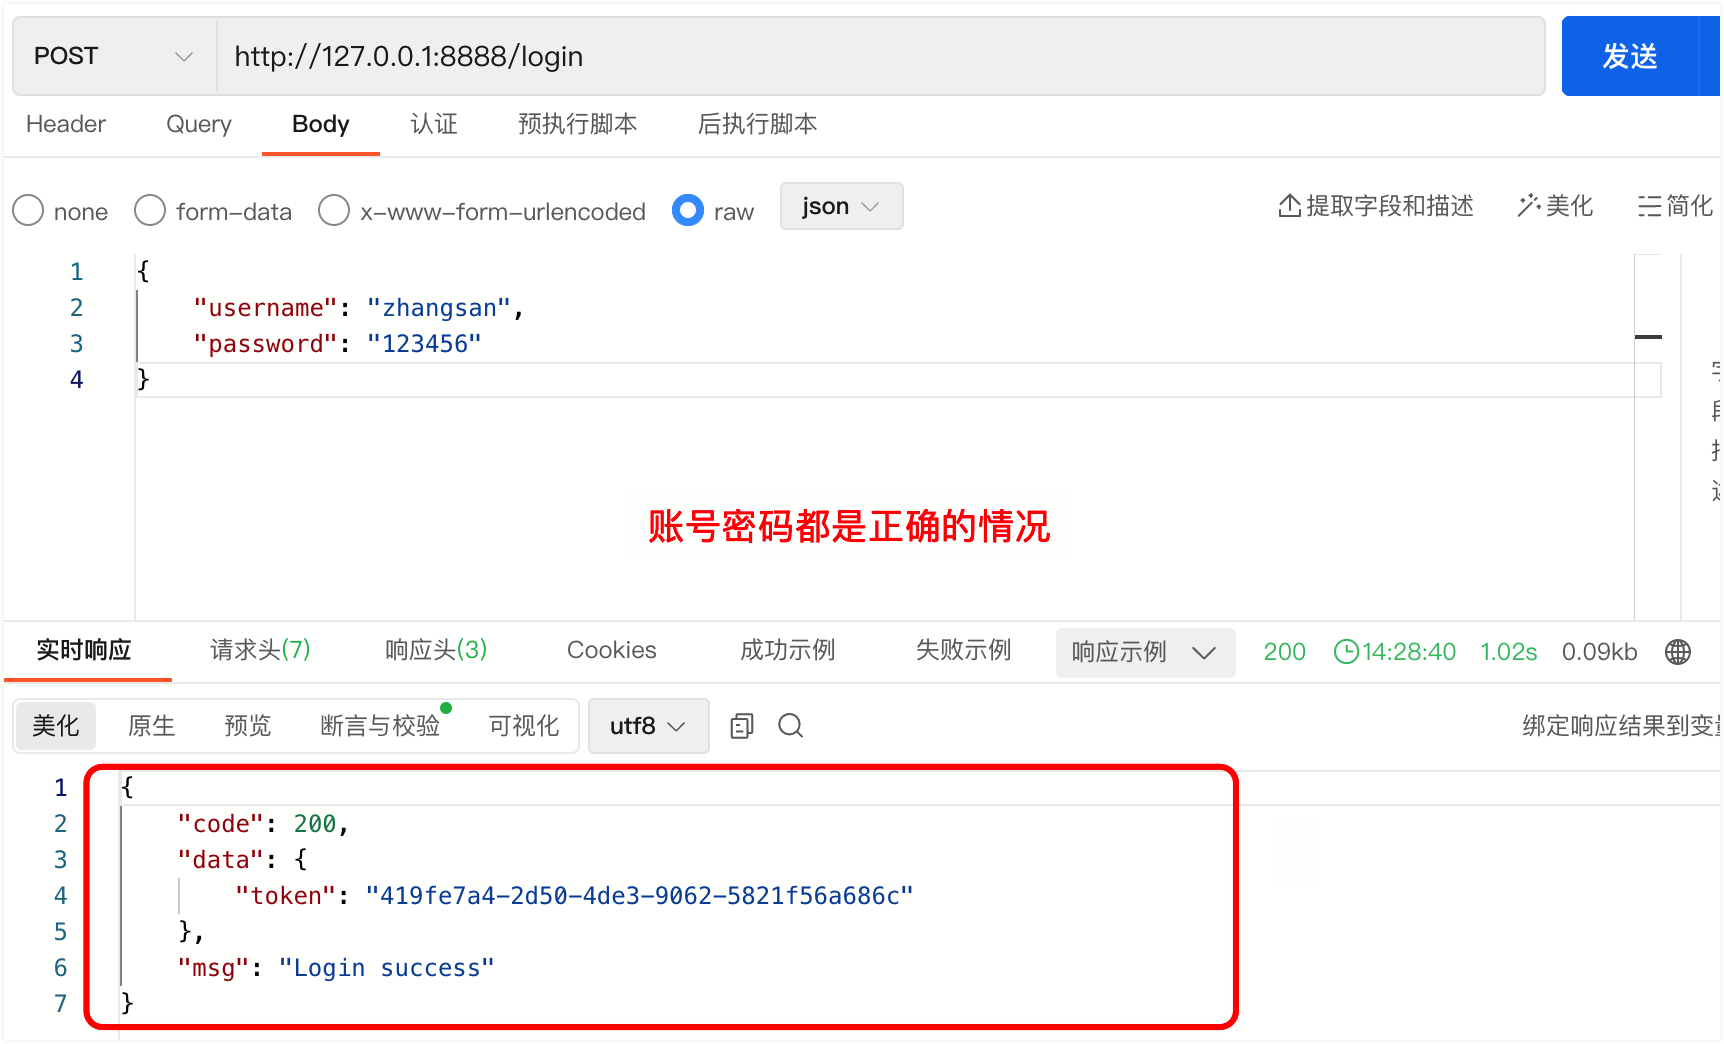 POST http://127.0.0.1:8888/login 发送
Header Query Body 认证 预执行脚本 后执行脚本
none form-data x-www-form-urlencoded raw json 提取字段和描述 美化 简化
1 {
2 "username": "zhangsan",
3 "password": "123456"
4 }
账号密码都是正确的情况
实时响应 请求头(7) 响应头(3) Cookies 成功示例 失败示例 响应示例 200 14:28:40 1.02s 0.09kb
美化 原生 预览 断言与校验 可视化 utf8 绑定响应结果到变
1 {
2 "code": 200,
3 "data": {
4 "token": "419fe7a4-2d50-4de3-9062-5821f56a686c"
5 },
6 "msg": "Login success"
7 }